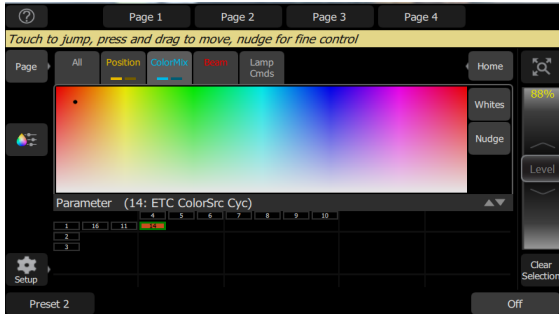 ?
Page 1 Page 2 Page 3 Page 4
Touch to jump, press and drag to move, nudge for fine control
Page All Position ColorMix Beam Lamp Cmds Home
88%
Whites
Nudge
Level
Parameter (14: ETC ColorSrc Cyc)
4 5 6 7 8 9 10
1 16 11
2
3
Setup
Clear Selection
Preset 2 Off